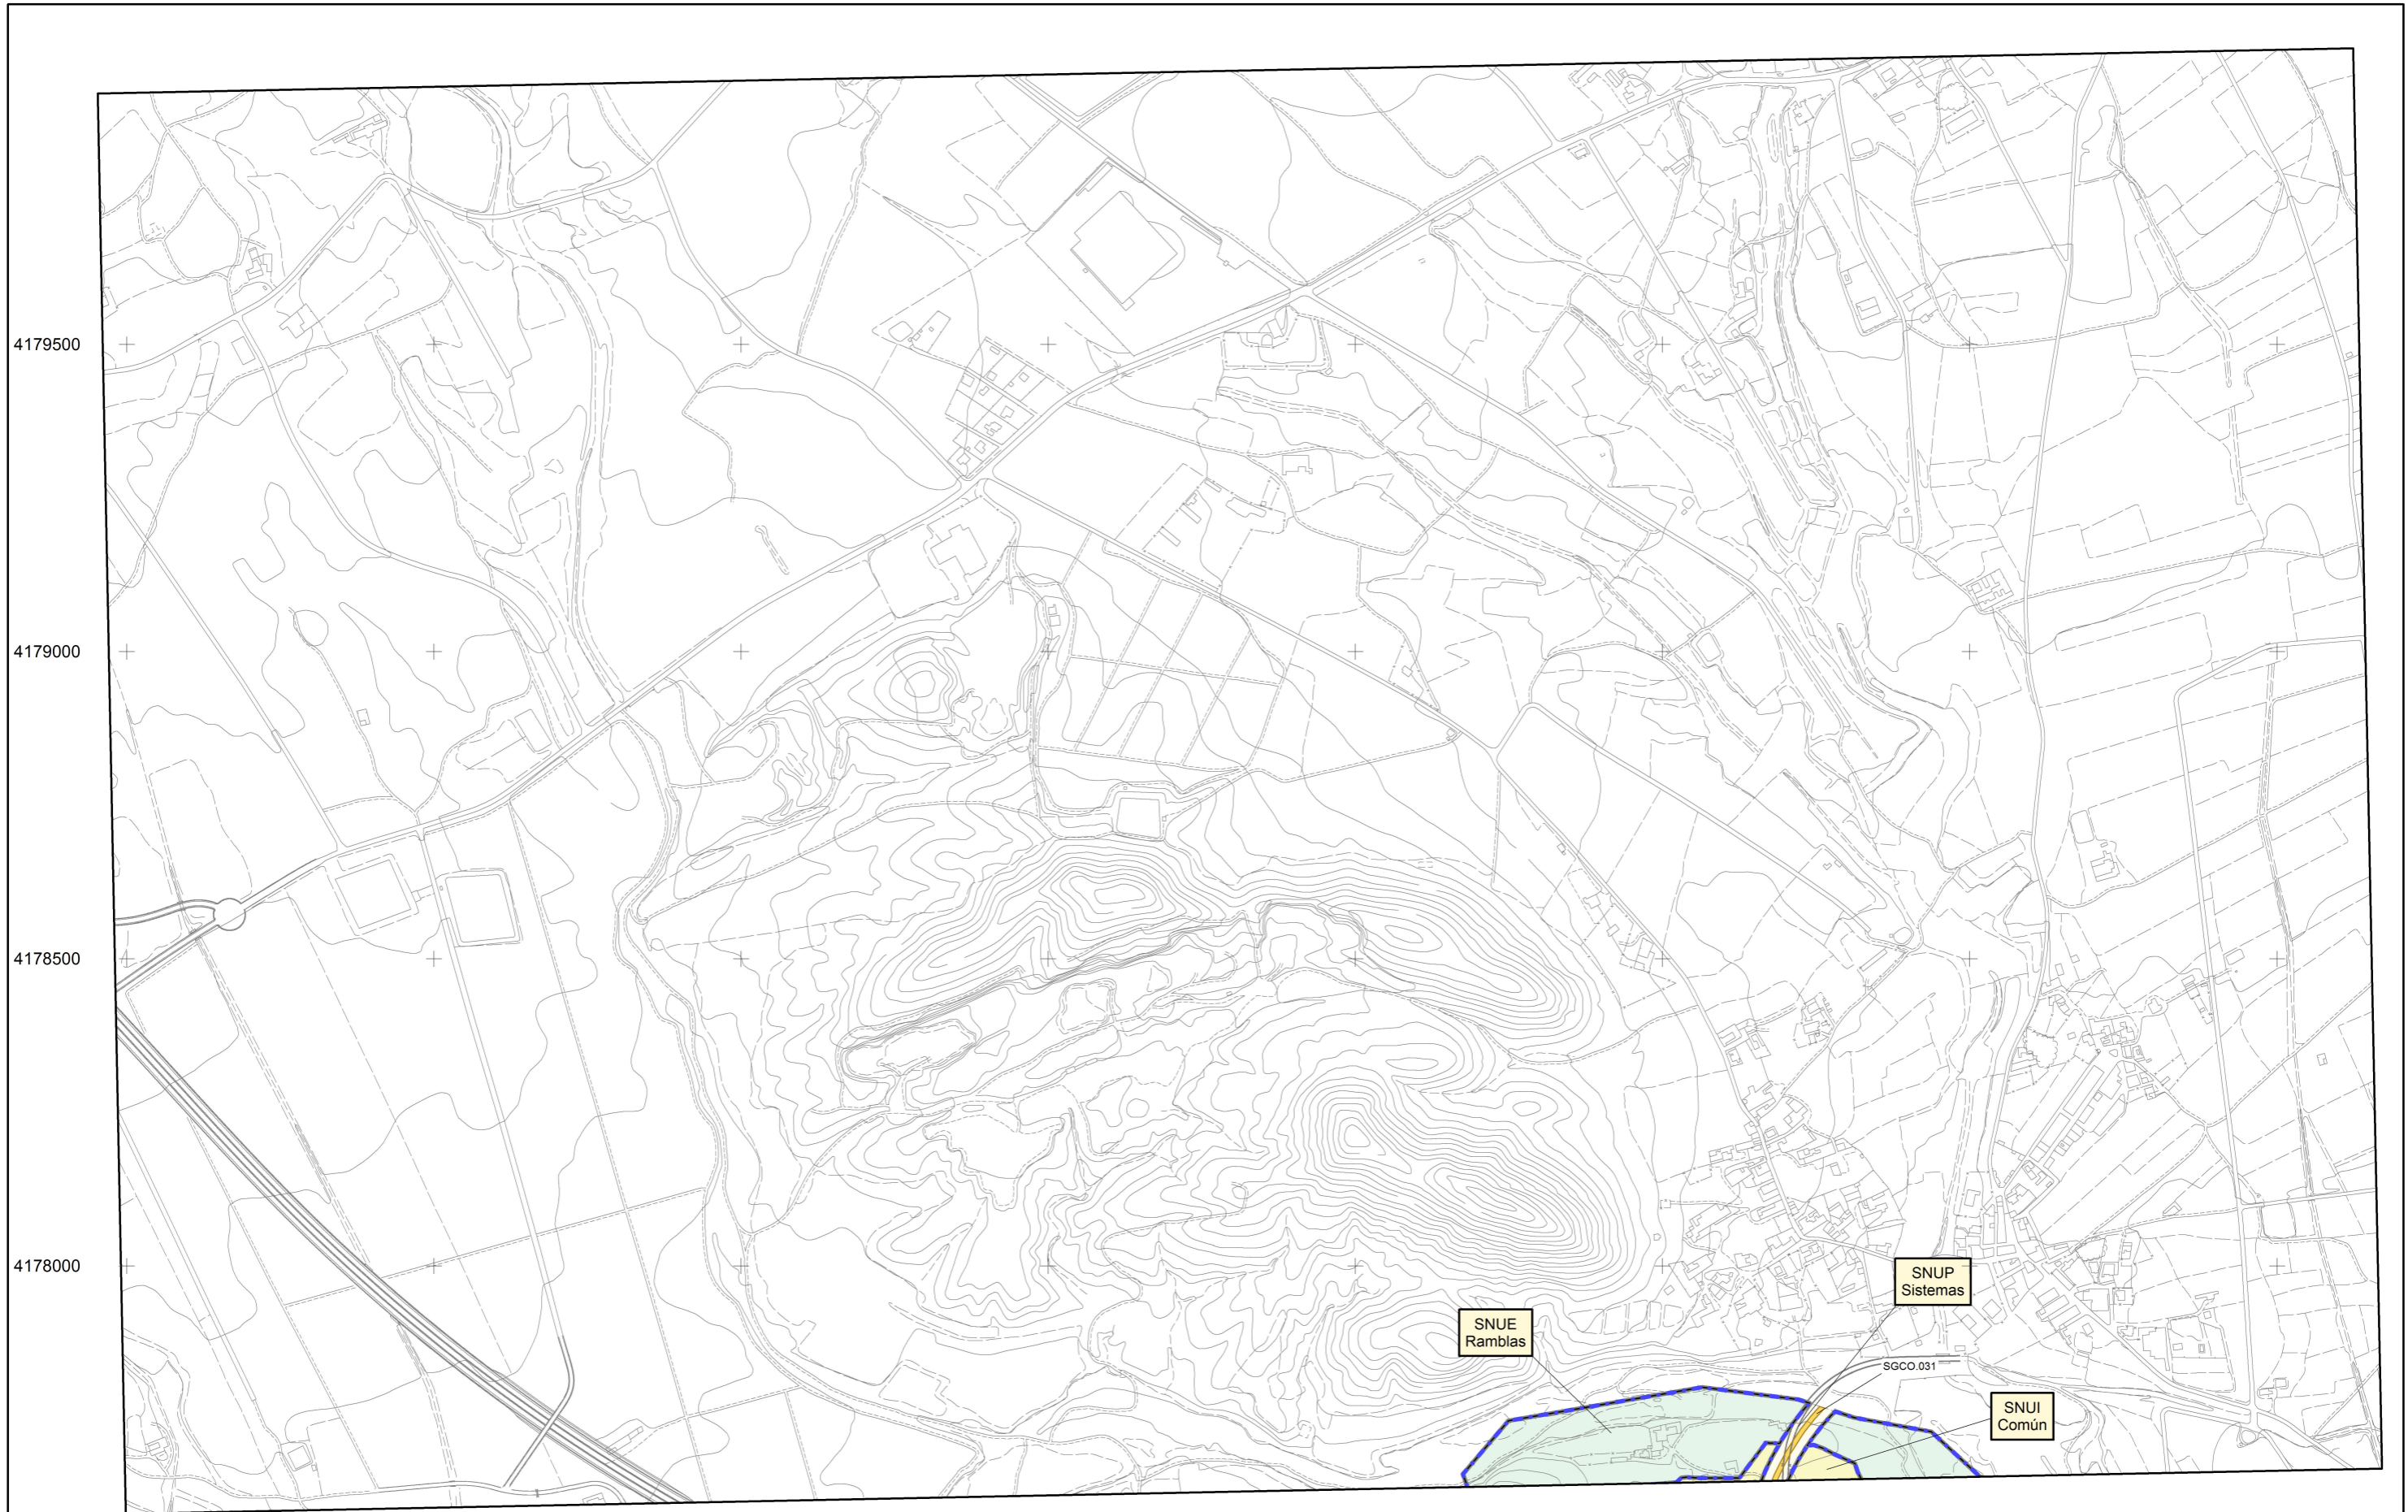 4179500
4179000
4178500
4178000
SNUP
Sistemas
SNUE
Ramblas
SGCO.031
SNUI
Común